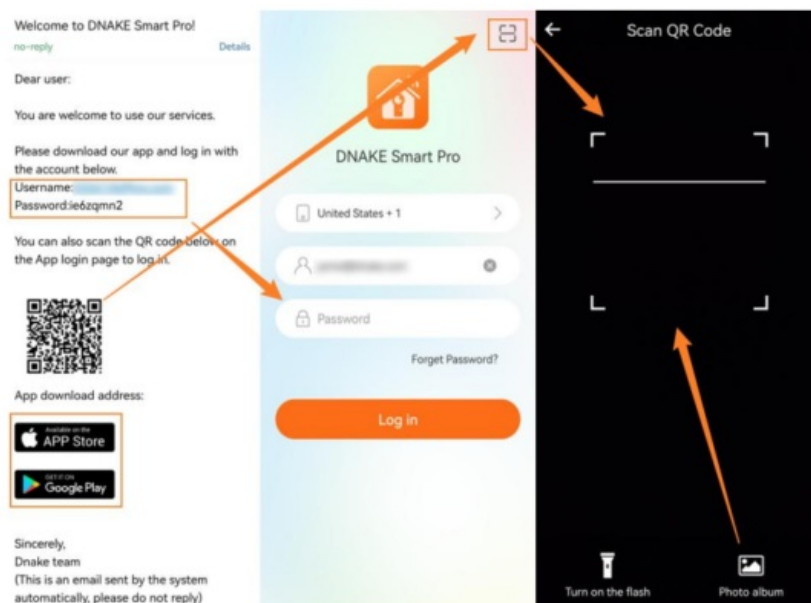 Welcome to DNAKE Smart Pro!
no-reply
Details
Dear user:
You are welcome to use our services.
Please download our app and log in with
the account below.
Username:
Password:ie6zqmn2
You can also scan the QR code below on
the App login page to log in.
App download address:
Available on the
APP Store
GET IT ON
Google Play
Sincerely,
Dnake team
(This is an email sent by the system
automatically, please do not reply)
DNAKE Smart Pro
United States + 1
Password
Forget Password?
Log in
Scan QR Code
Turn on the flash
Photo album